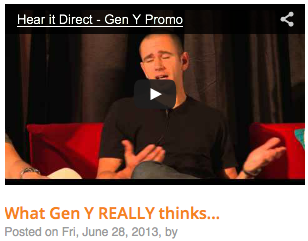 Hear it Direct - Gen Y Promo
What Gen Y REALLY thinks...
Posted on Fri, June 28, 2013, by